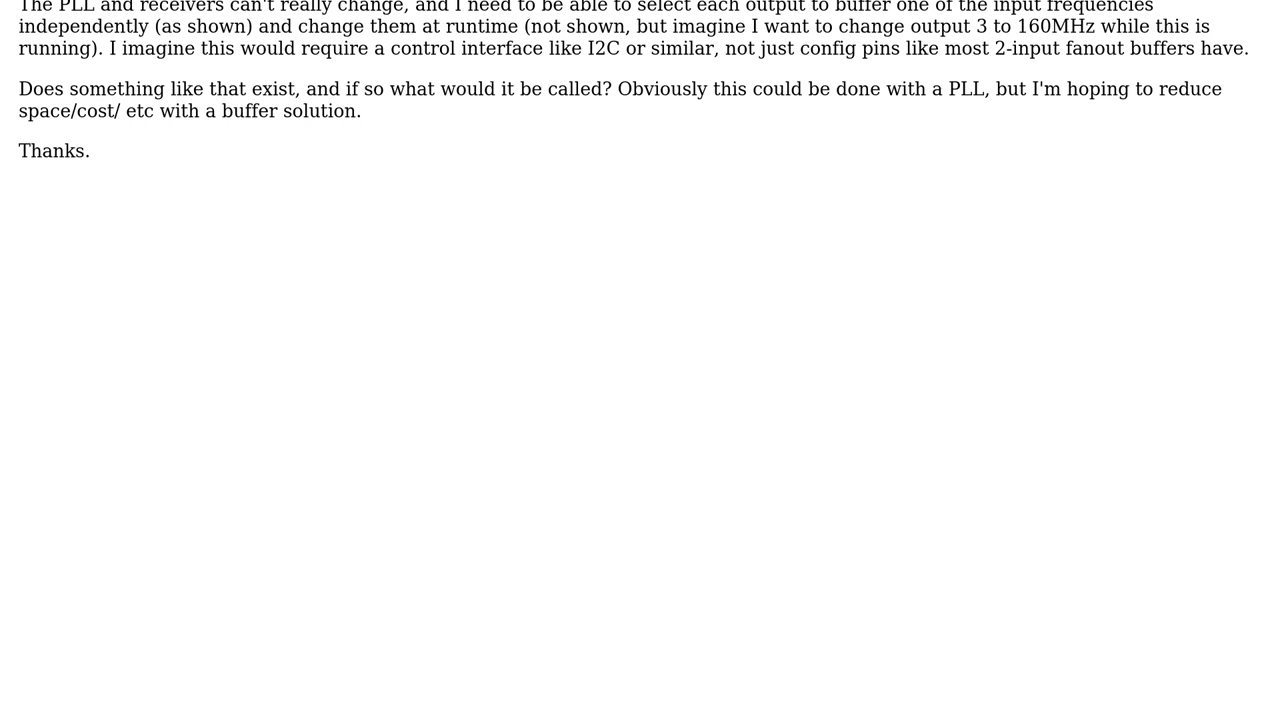 The PLL and receivers can't really change, and I need to be able to select each output to buffer one of the input frequencies
independently (as shown) and change them at runtime (not shown, but imagine I want to change output 3 to 160MHz while this is
running). I imagine this would require a control interface like I2C or similar, not just config pins like most 2-input fanout buffers have.
Does something like that exist, and if so what would it be called? Obviously this could be done with a PLL, but I'm hoping to reduce
space/cost/ etc with a buffer solution.
Thanks.